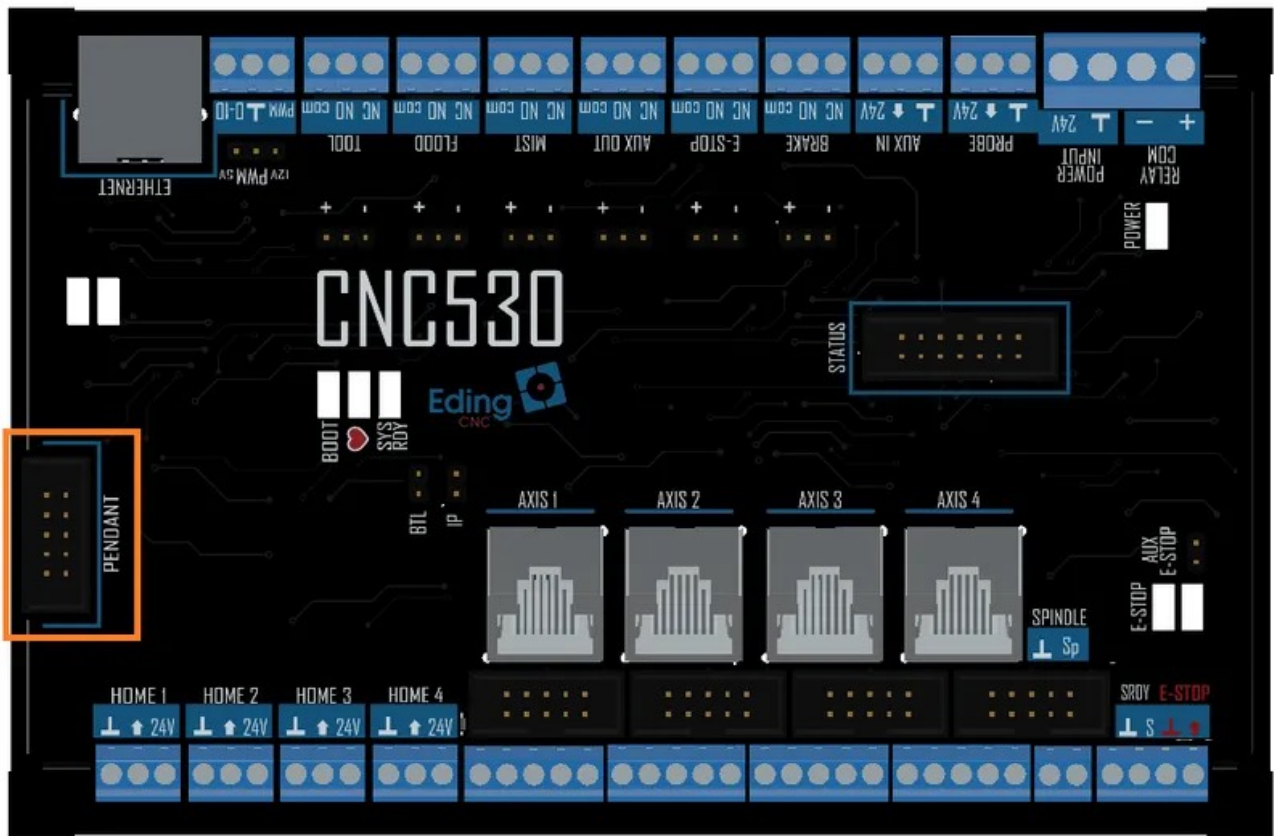 0-10 PWM
com NO NC
com NO NC
com NO NC
com NO NC
com NO NC
com NO NC
24V
24V
24V
- +
ETHERNET
PWM 5V
12V
TOOL
FLOOD
MIST
AUX OUT
E-STOP
BRAKE
AUX IN
PROBE
POWER
INPUT
RELAY
COM
+ -
+ -
+ -
+ -
+ -
+ -
POWER
CNC530
STATUS
Eding
CNC
BOOT
SYS
RDY
PENDANT
BTL
IP
AXIS 1
AXIS 2
AXIS 3
AXIS 4
AUX
E-STOP
E-STOP
SPINDLE
Sp
HOME 1
HOME 2
HOME 3
HOME 4
24V
24V
24V
24V
SRDY E-STOP
S